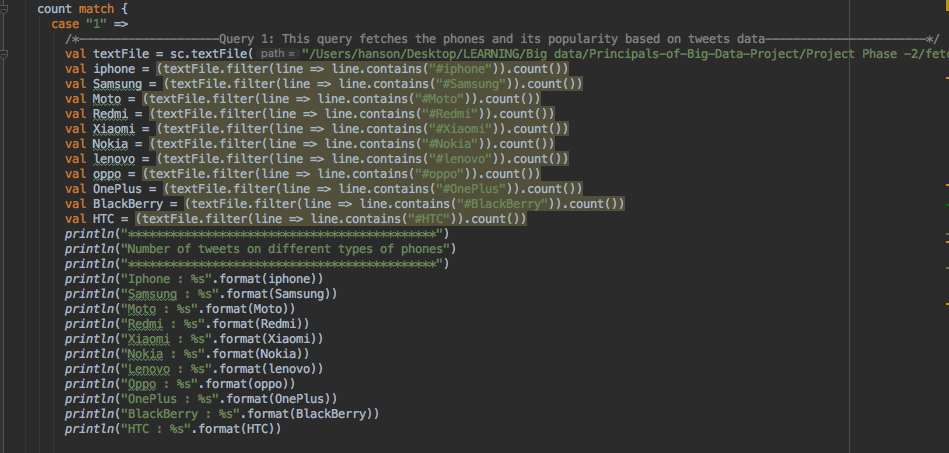 count match {
case "1" =>
/*--------------------Query 1: This query fetches the phones and its popularity based on tweets data-----------------------*/
val textFile = sc.textFile( path = "/Users/hanson/Desktop/LEARNING/Big data/Principals-of-Big-Data-Project/Project Phase -2/fetc
val iphone = (textFile.filter(line => line.contains("#iphone")).count())
val Samsung = (textFile.filter(line => line.contains("#Samsung")).count())
val Moto = (textFile.filter(line => line.contains("#Moto")).count())
val Redmi = (textFile.filter(line => line.contains("#Redmi")).count())
val Xiaomi = (textFile.filter(line => line.contains("#Xiaomi")).count())
val Nokia = (textFile.filter(line => line.contains("#Nokia")).count())
val lenovo = (textFile.filter(line => line.contains("#lenovo")).count())
val oppo = (textFile.filter(line => line.contains("#oppo")).count())
val OnePlus = (textFile.filter(line => line.contains("#OnePlus")).count())
val BlackBerry = (textFile.filter(line => line.contains("#BlackBerry")).count())
val HTC = (textFile.filter(line => line.contains("#HTC")).count())
println("********************************************")
println("Number of tweets on different types of phones")
println("********************************************")
println("Iphone : %s".format(iphone))
println("Samsung : %s".format(Samsung))
println("Moto : %s".format(Moto))
println("Redmi : %s".format(Redmi))
println("Xiaomi : %s".format(Xiaomi))
println("Nokia : %s".format(Nokia))
println("Lenovo : %s".format(lenovo))
println("Oppo : %s".format(oppo))
println("OnePlus : %s".format(OnePlus))
println("BlackBerry : %s".format(BlackBerry))
println("HTC : %s".format(HTC))